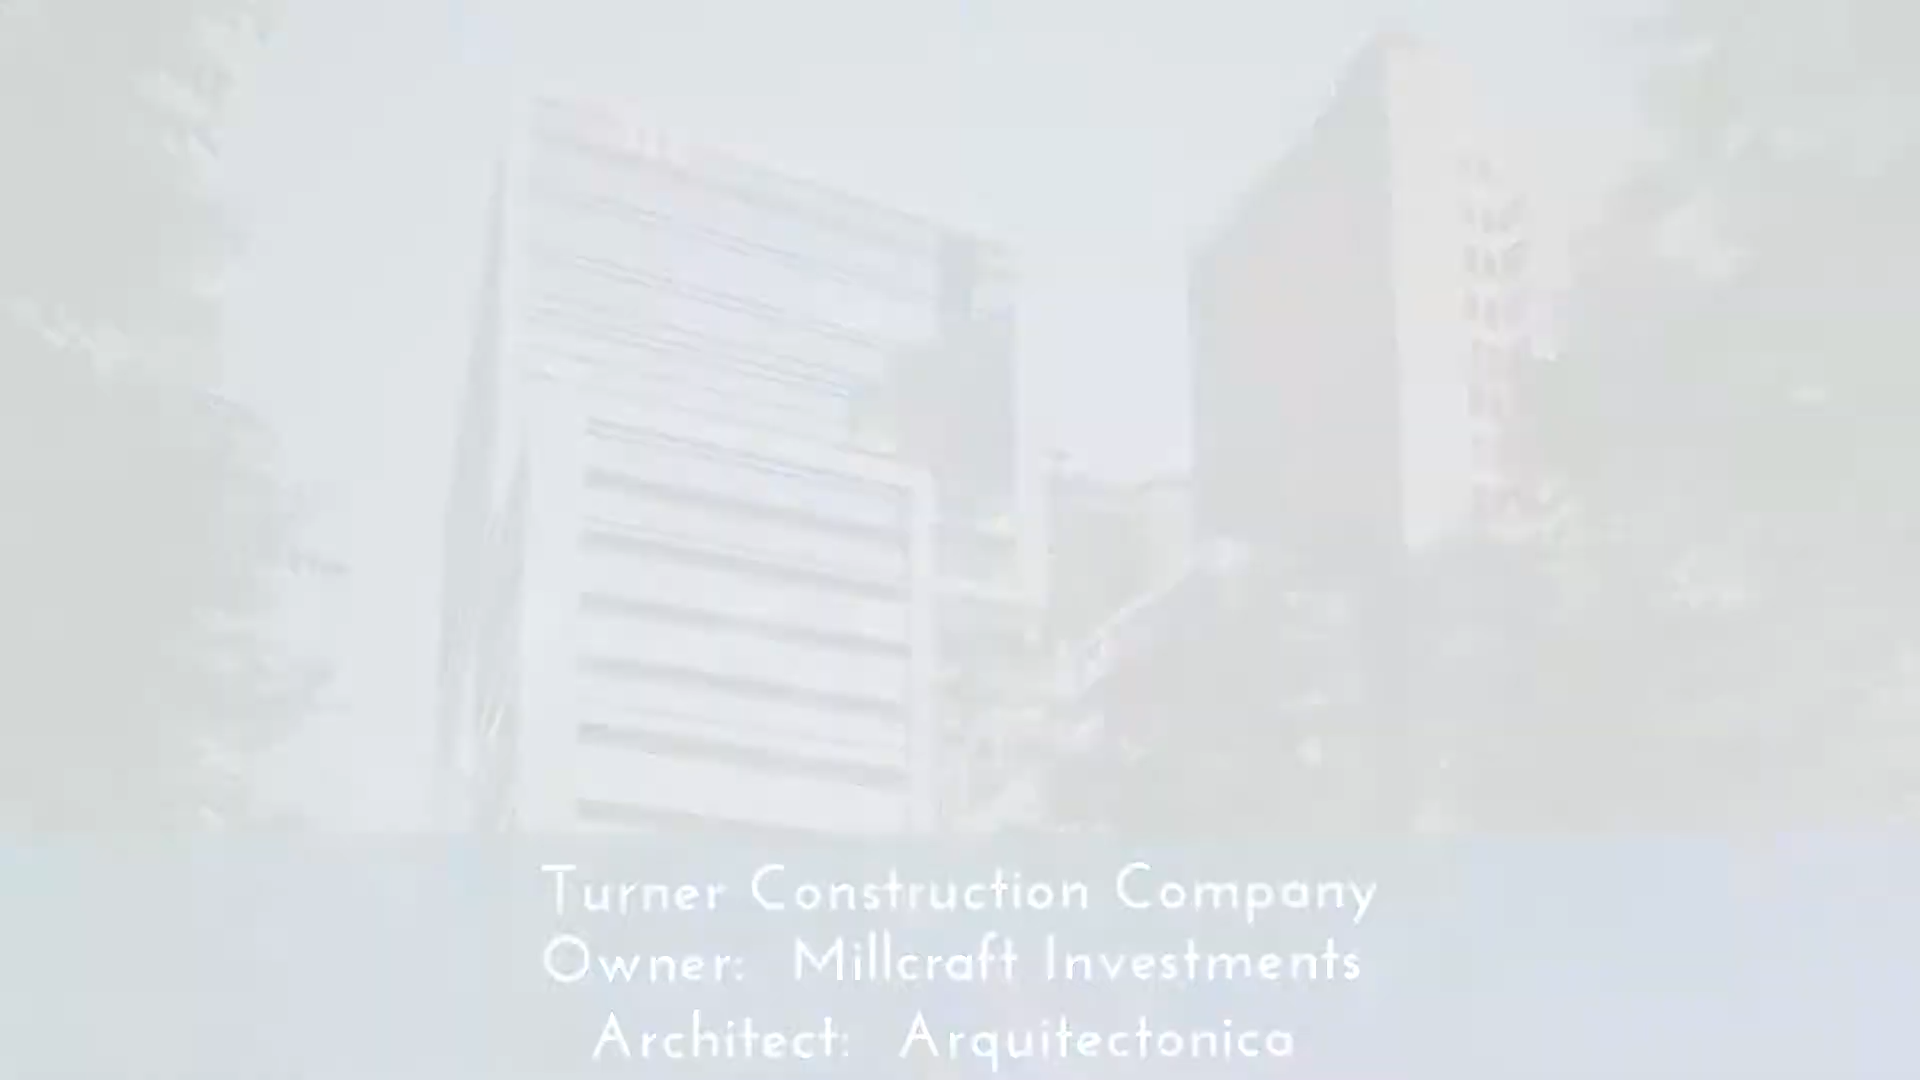 Turner Construction Company
Owner: Millcraft Investments
Architect: Arquitectonica